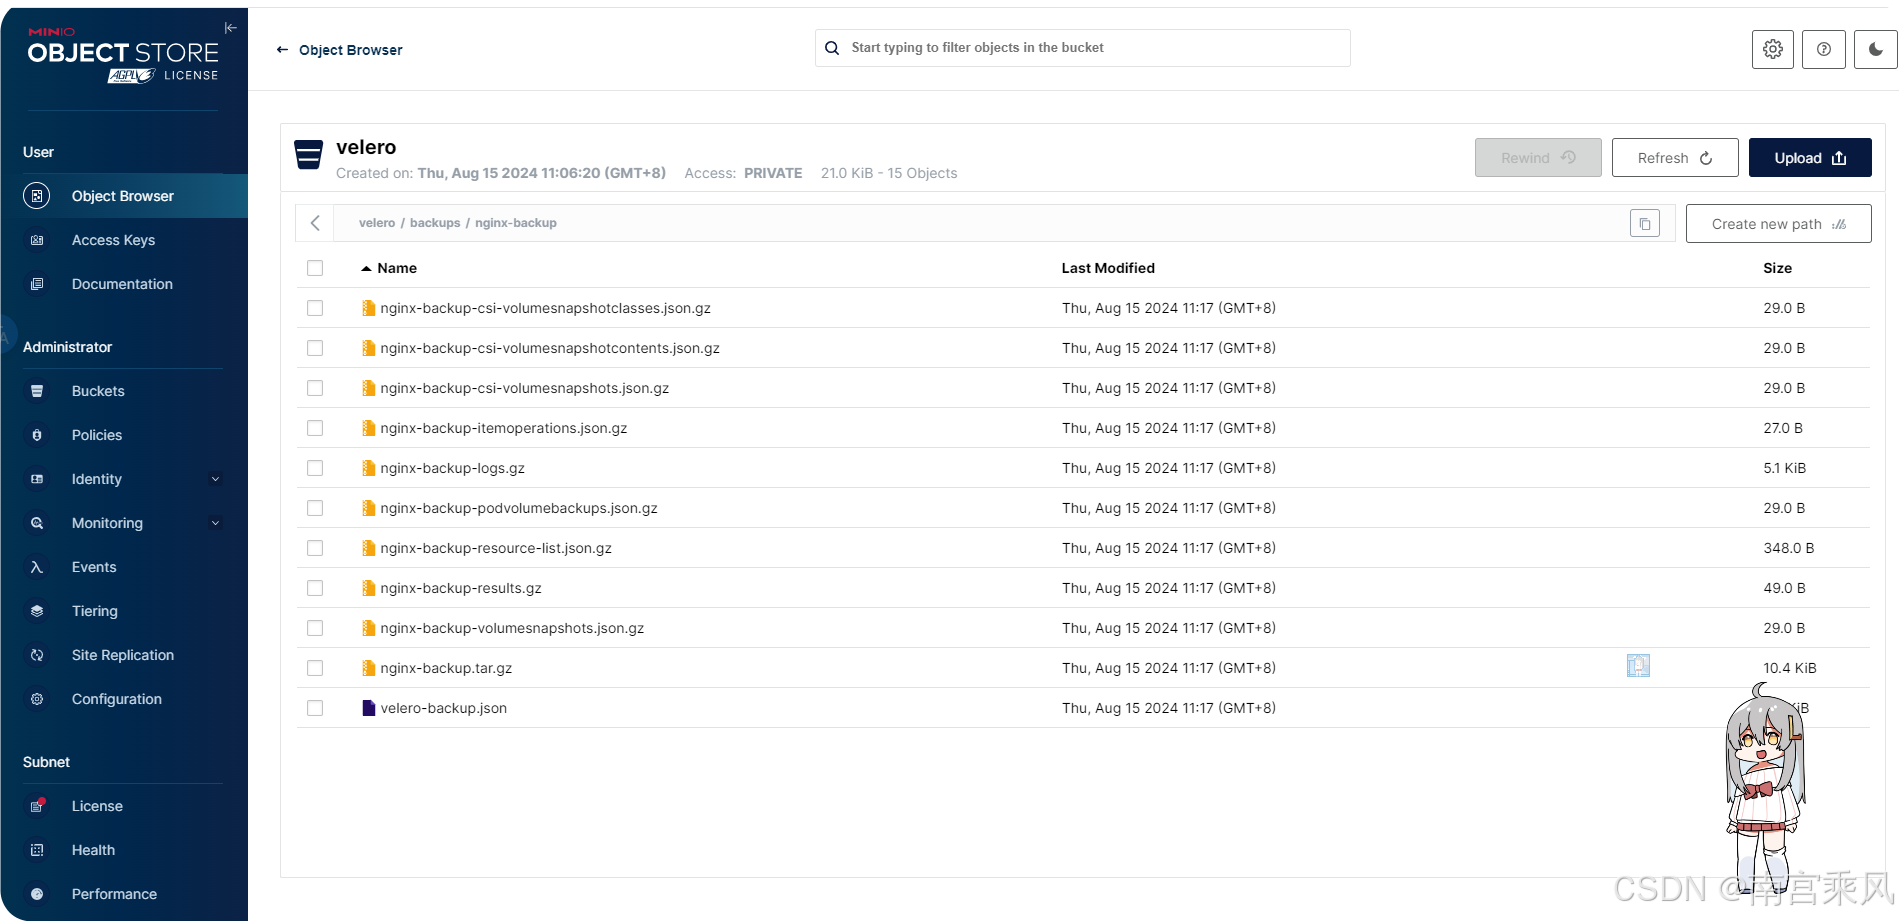 MINIO
OBJECT STORE
AGPLv3 LICENSE
User
Object Browser
Access Keys
Documentation
Administrator
Buckets
Policies
Identity
Monitoring
Events
Tiering
Site Replication
Configuration
Subnet
License
Health
Performance
Object Browser
Start typing to filter objects in the bucket
velero
Created on: Thu, Aug 15 2024 11:06:20 (GMT+8) Access: PRIVATE 21.0 KiB - 15 Objects
Rewind
Refresh
Upload
velero / backups / nginx-backup
Create new path
Name Last Modified Size
nginx-backup-csi-volumesnapshotclasses.json.gz Thu, Aug 15 2024 11:17 (GMT+8) 29.0 B
nginx-backup-csi-volumesnapshotcontents.json.gz Thu, Aug 15 2024 11:17 (GMT+8) 29.0 B
nginx-backup-csi-volumesnapshots.json.gz Thu, Aug 15 2024 11:17 (GMT+8) 29.0 B
nginx-backup-itemoperations.json.gz Thu, Aug 15 2024 11:17 (GMT+8) 27.0 B
nginx-backup-logs.gz Thu, Aug 15 2024 11:17 (GMT+8) 5.1 KiB
nginx-backup-podvolumebackups.json.gz Thu, Aug 15 2024 11:17 (GMT+8) 29.0 B
nginx-backup-resource-list.json.gz Thu, Aug 15 2024 11:17 (GMT+8) 348.0 B
nginx-backup-results.gz Thu, Aug 15 2024 11:17 (GMT+8) 49.0 B
nginx-backup-volumesnapshots.json.gz Thu, Aug 15 2024 11:17 (GMT+8) 29.0 B
nginx-backup.tar.gz Thu, Aug 15 2024 11:17 (GMT+8) 10.4 KiB
velero-backup.json Thu, Aug 15 2024 11:17 (GMT+8)
CSDN @南宫乘风